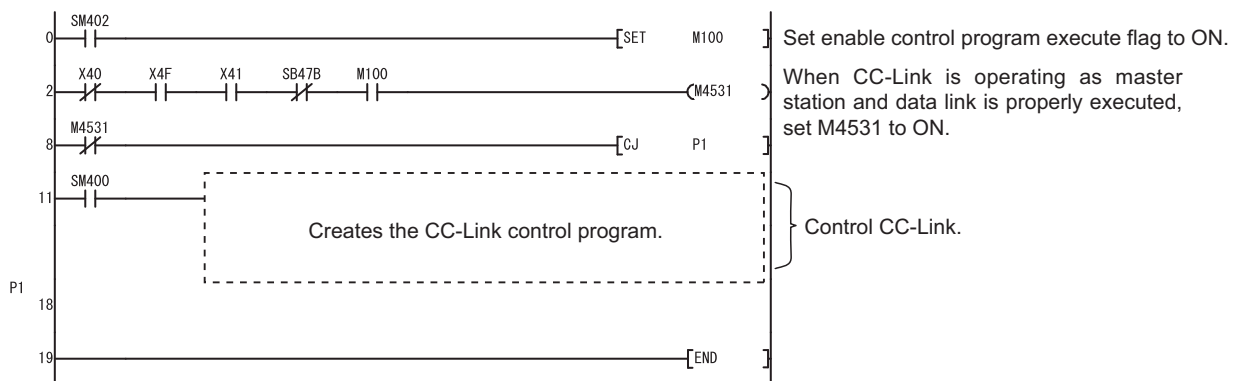 SM402
0 SET M100 Set enable control program execute flag to ON.
X40 X4F X41 SB47B M100
2 M4531 When CC-Link is operating as master
station and data link is properly executed,
set M4531 to ON.
M4531
8 CJ P1
SM400
11
Creates the CC-Link control program. Control CC-Link.
P1
18
19 END